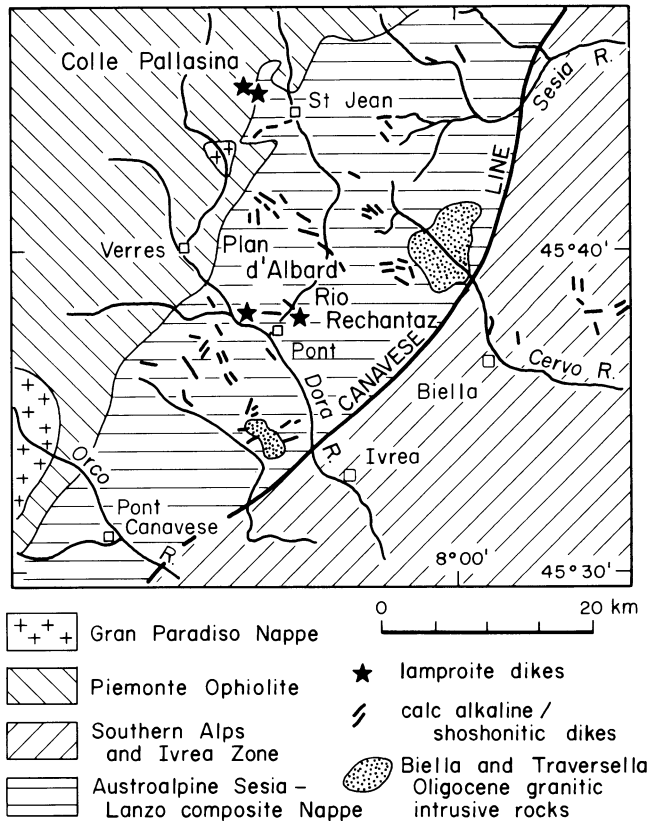 Colle Pallasina
St Jean
Sesia R.
LINE
Verres
Plan
d'Albard
45°40'
Rio
Rechantaz
Pont
CANAVESE
Dora
R.
Biella
Cervo R.
Ivrea
Orco
R.
Pont
Canavese
8°00'
45°30'
0 20 km
Gran Paradiso Nappe
Piemonte Ophiolite
Southern Alps
and Ivrea Zone
Austroalpine Sesia –
Lanzo composite Nappe
lamproite dikes
calc alkaline /
shoshonitic dikes
Biella and Traversella
Oligocene granitic
intrusive rocks